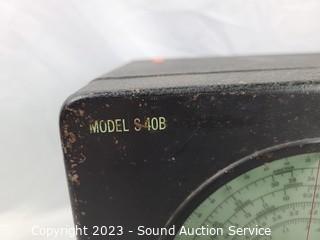 MODEL S-40B
Copyright 2023 - Sound Auction Service